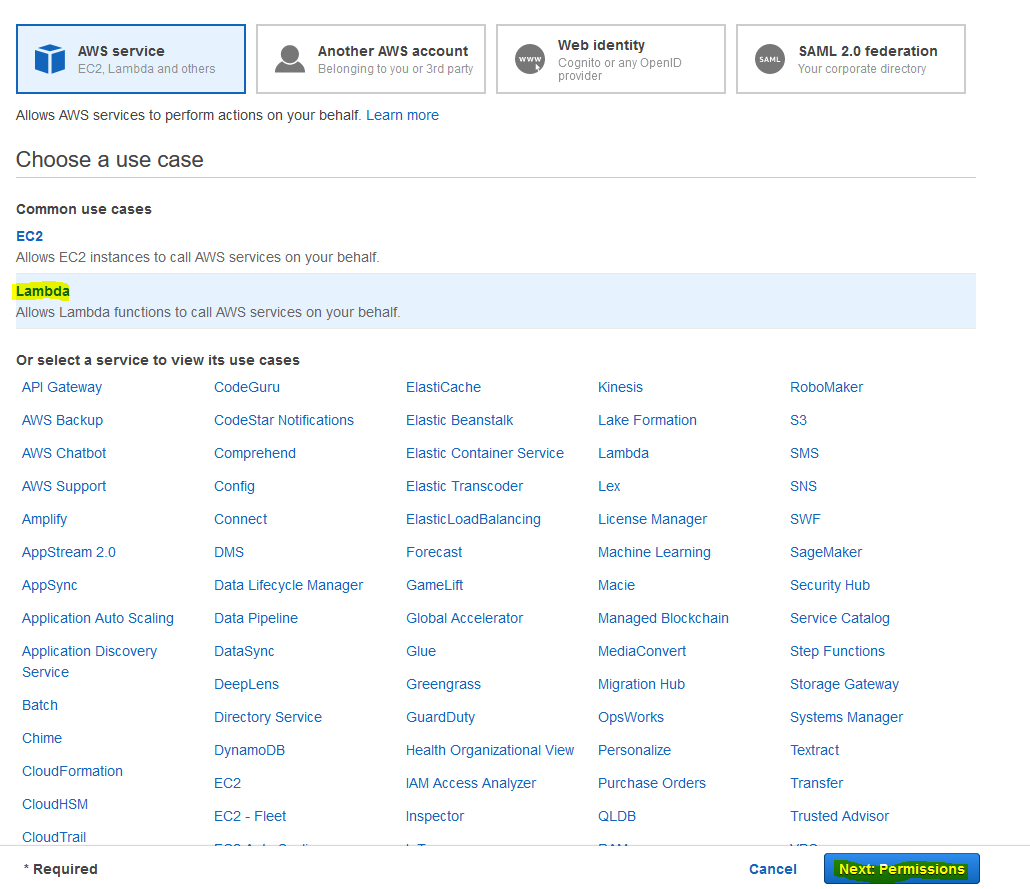 AWS service
EC2, Lambda and others
Another AWS account
Belonging to you or 3rd party
www
Web identity
Cognito or any OpenID
provider
SAML
SAML 2.0 federation
Your corporate directory
Allows AWS services to perform actions on your behalf. Learn more
Choose a use case
Common use cases
EC2
Allows EC2 instances to call AWS services on your behalf.
Lambda
Allows Lambda functions to call AWS services on your behalf.
Or select a service to view its use cases
API Gateway CodeGuru ElastiCache Kinesis RoboMaker
AWS Backup CodeStar Notifications Elastic Beanstalk Lake Formation S3
AWS Chatbot Comprehend Elastic Container Service Lambda SMS
AWS Support Config Elastic Transcoder Lex SNS
Amplify Connect ElasticLoadBalancing License Manager SWF
AppStream 2.0 DMS Forecast Machine Learning SageMaker
AppSync Data Lifecycle Manager GameLift Macie Security Hub
Application Auto Scaling Data Pipeline Global Accelerator Managed Blockchain Service Catalog
Application Discovery DataSync Glue MediaConvert Step Functions
Service
DeepLens Greengrass Migration Hub Storage Gateway
Batch
Directory Service GuardDuty OpsWorks Systems Manager
Chime
DynamoDB Health Organizational View Personalize Textract
CloudFormation
EC2 IAM Access Analyzer Purchase Orders Transfer
CloudHSM
EC2 - Fleet Inspector QLDB Trusted Advisor
CloudTrail
* Required
Cancel
Next: Permissions